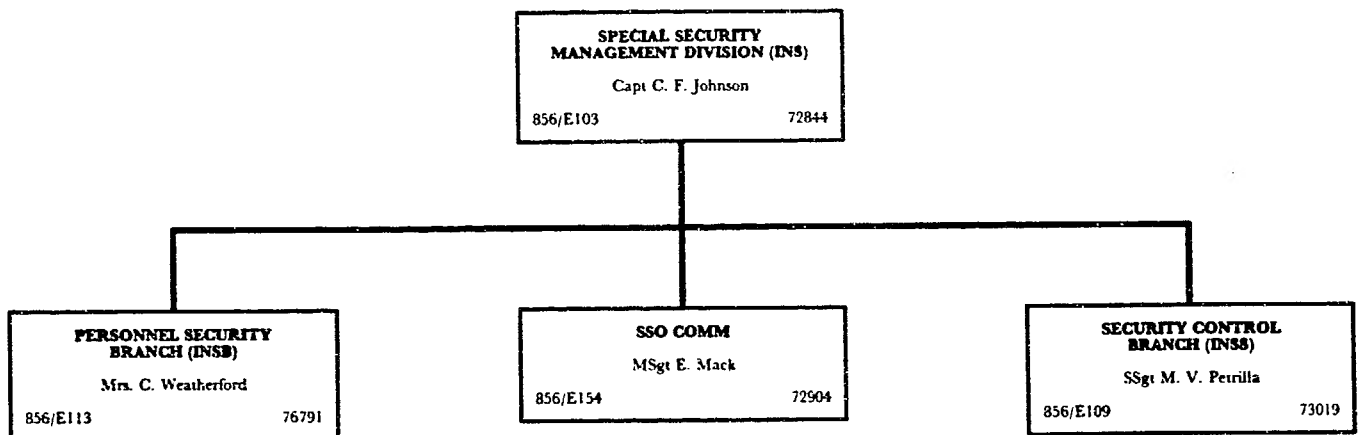 SPECIAL SECURITY
MANAGEMENT DIVISION (INS)
Capt C. F. Johnson
856/E103 72844
PERSONNEL SECURITY
BRANCH (INSB)
Mrs. C. Weatherford
856/E113 76791
SSO COMM
MSgt E. Mack
856/E154 72904
SECURITY CONTROL
BRANCH (INSS)
SSgt M. V. Petrilla
856/E109 73019